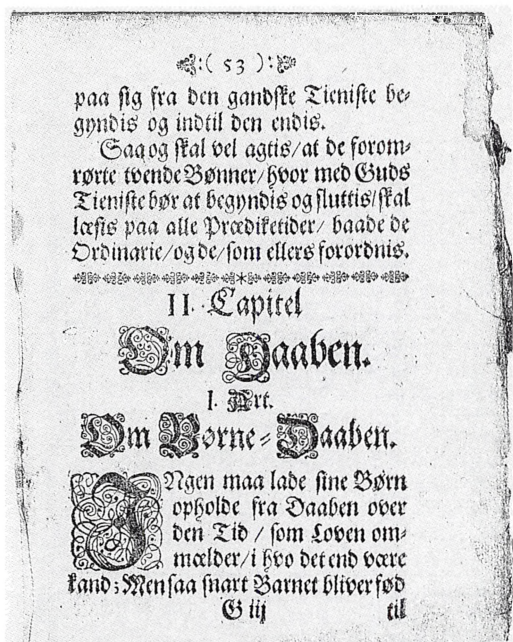 :( 53 ):
paa sig fra den gandske Tieniste be-
gyndis og indtil den endis.
Saa og skal vel agtis/at de forom-
rørte tvende Bønner/hvor med Guds
Tieniste bør at begyndis og sluttis/skal
læsis paa alle Prædiketider/ baade de
Ordinarie/og de/som ellers forordnis.
II. Capitel
Om Daaben.
I. Art.
Om Børne-Daaben.
INgen maa lade sine Børn
opholde fra Daaben over
den Tid / som Loven om-
mælder/i hvo det end være
kand; Men saa snart Barnet bliver fød
G iij til